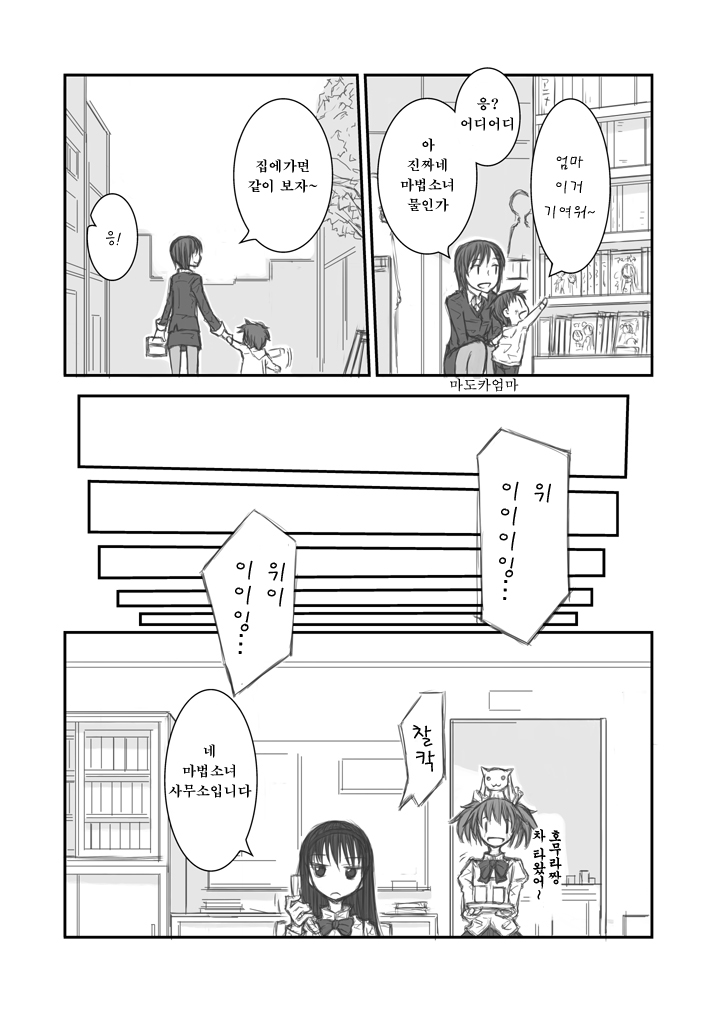 엄마
이거
기여워~
응?
어디어디
아
진짜네
마법소녀
물인가
마도카엄마
집에가면
같이 보자~
응!
위
이이이잉...
위이
이이잉...
찰칵
네
마법소녀
사무소입니다
호무라짱
차 타왔어~